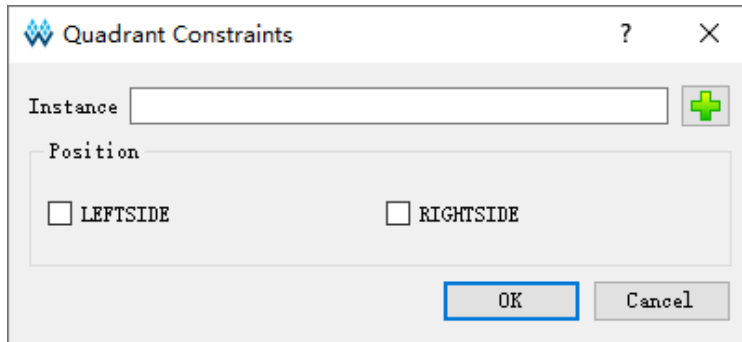 Quadrant Constraints ?
Instance
Position
LEFTSIDE RIGHTSIDE
OK Cancel